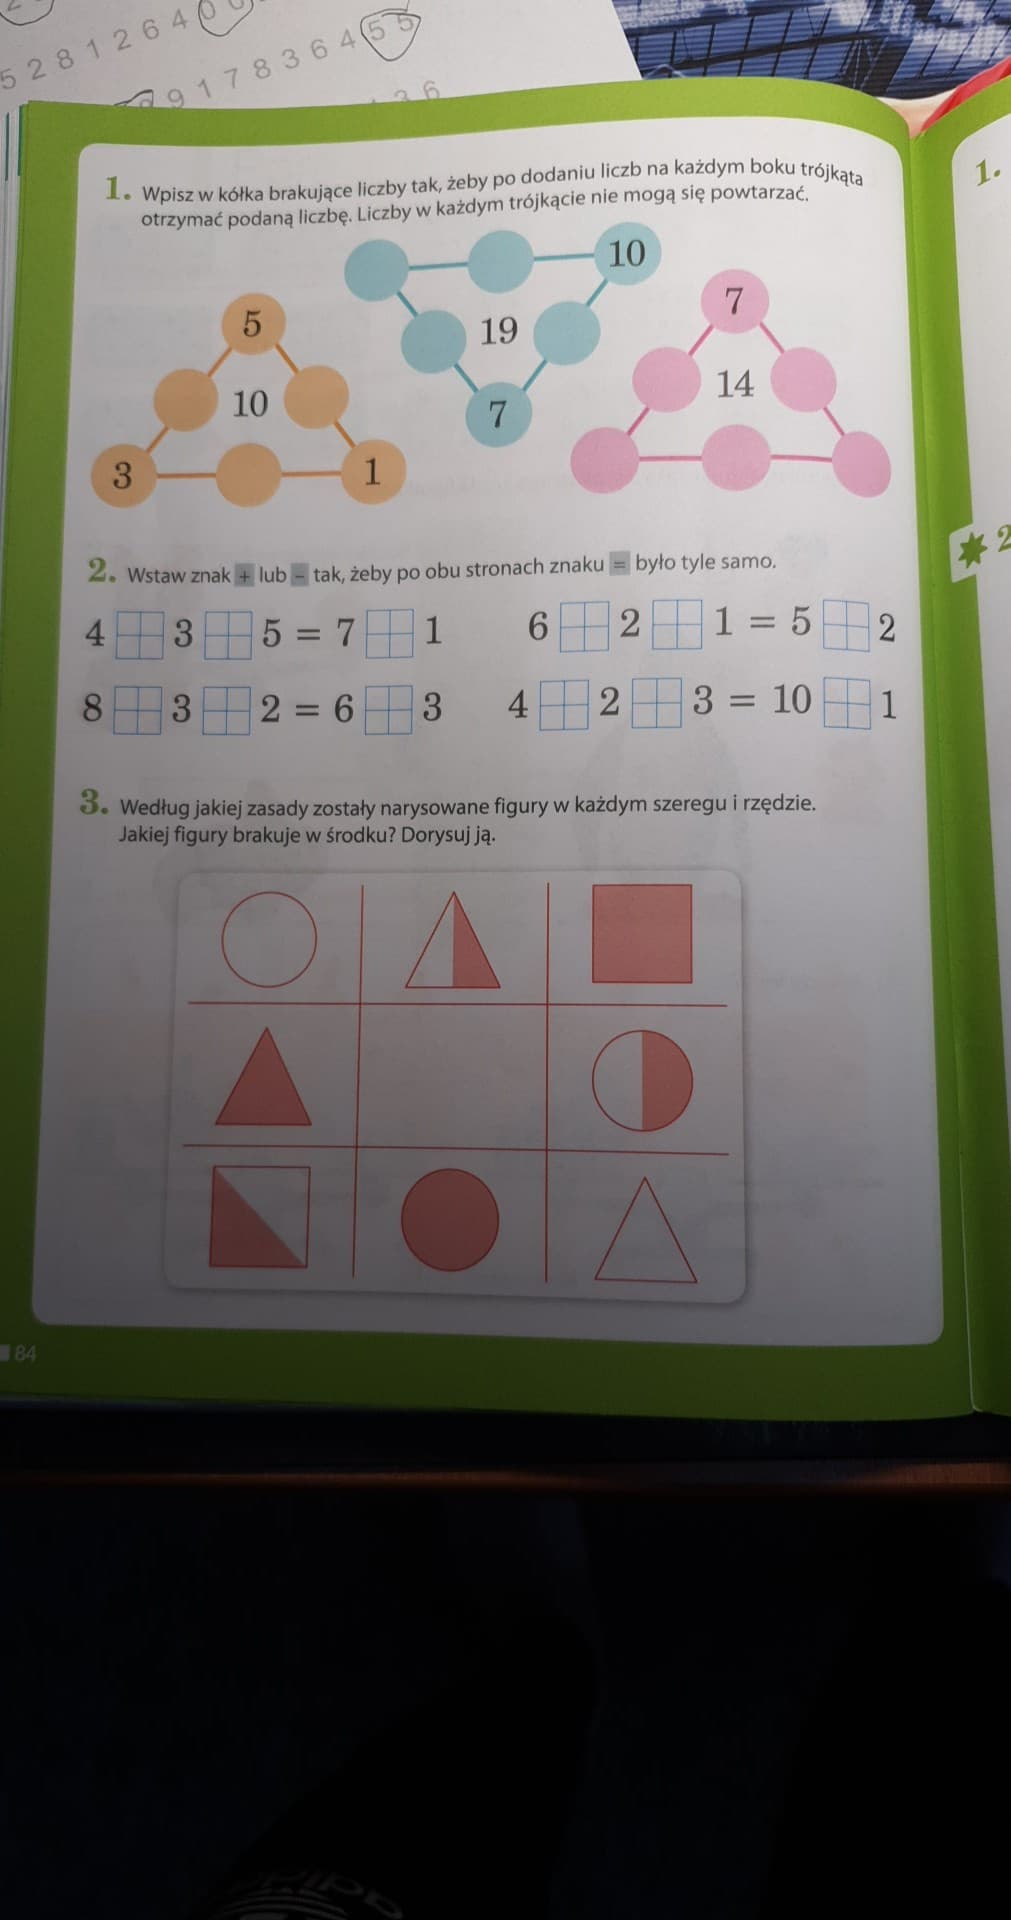 5 2 8 1 2 6 4 0
9 1 7 8 3 6 4 5 5
3 6
1. Wpisz w kółka brakujące liczby tak, żeby po dodaniu liczb na każdym boku trójkąta
otrzymać podaną liczbę. Liczby w każdym trójkącie nie mogą się powtarzać.
10
5
19
7
10
14
7
3
1
2. Wstaw znak + lub – tak, żeby po obu stronach znaku = było tyle samo.
4 3 5 = 7 1
6 2 1 = 5 2
8 3 2 = 6 3
4 2 3 = 10 1
3. Według jakiej zasady zostały narysowane figury w każdym szeregu i rzędzie.
Jakiej figury brakuje w środku? Dorysuj ją.
84
1.
2